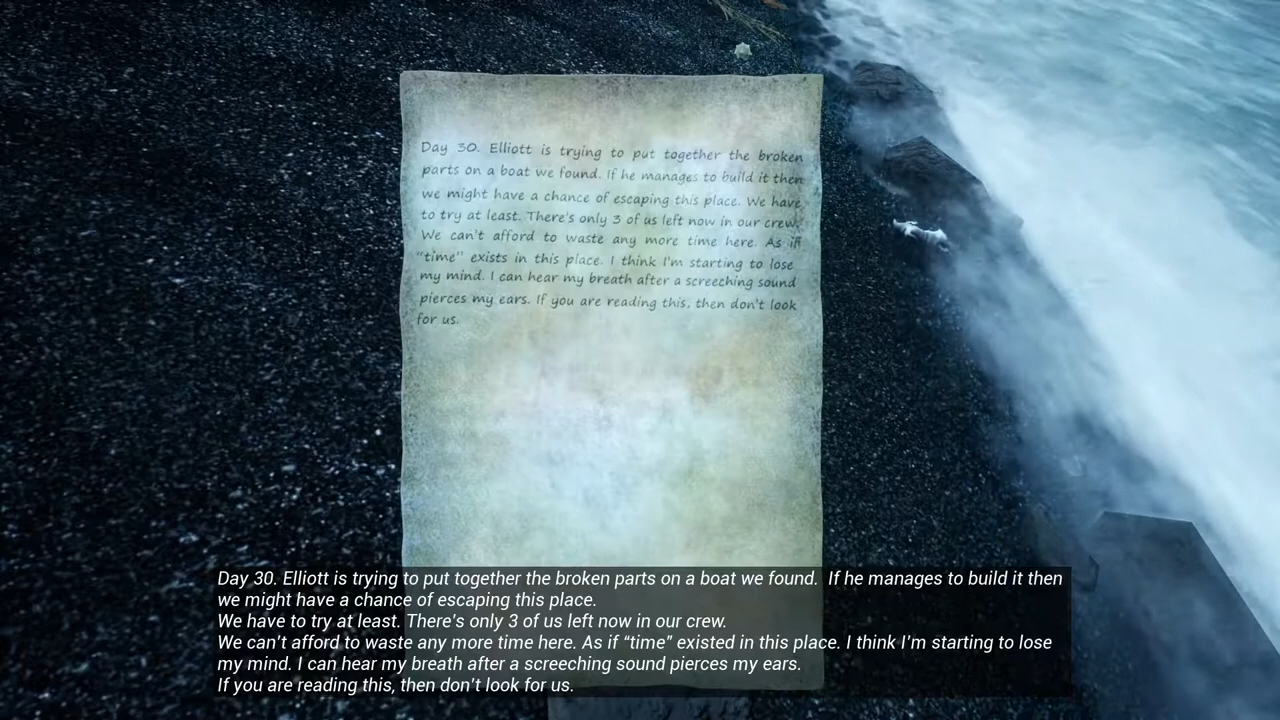 Day 30. Elliott is trying to put together the broken
parts on a boat we found. If he manages to build it then
we might have a chance of escaping this place. We have
to try at least. There's only 3 of us left now in our crew.
We can't afford to waste any more time here. As if
"time" exists in this place. I think I'm starting to lose
my mind. I can hear my breath after a screeching sound
pierces my ears. If you are reading this, then don't look
for us.
Day 30. Elliott is trying to put together the broken parts on a boat we found.  If he manages to build it then
we might have a chance of escaping this place.
We have to try at least. There's only 3 of us left now in our crew.
We can't afford to waste any more time here. As if “time” existed in this place. I think I'm starting to lose
my mind. I can hear my breath after a screeching sound pierces my ears.
If you are reading this, then don't look for us.